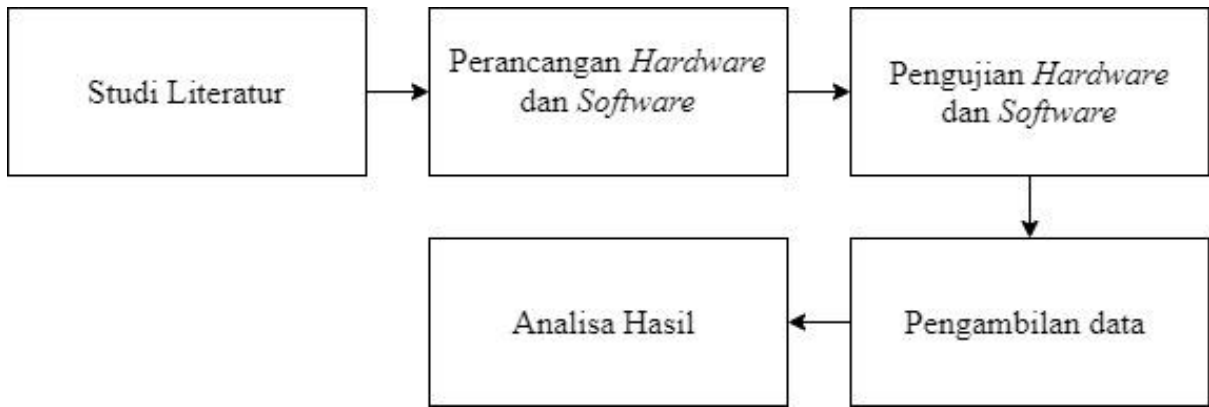 Studi Literatur
Perancangan Hardware
dan Software
Pengujian Hardware
dan Software
Pengambilan data
Analisa Hasil